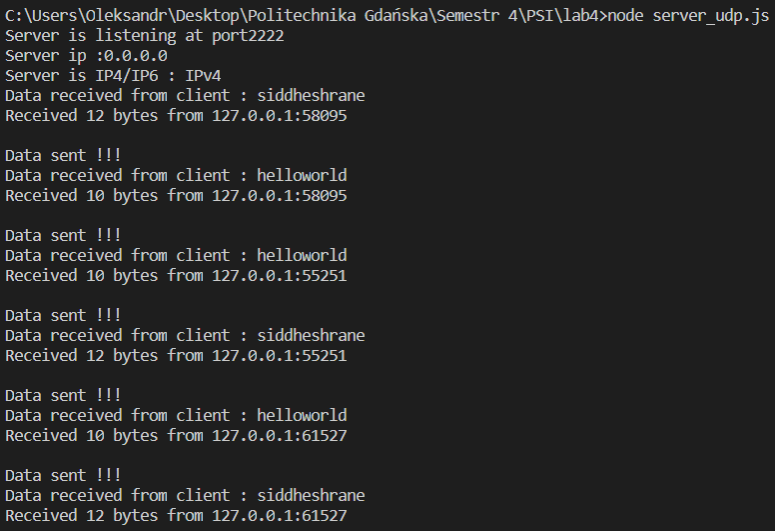 C:\Users\Oleksandr\Desktop\Politechnika Gdańska\Semestr 4\PSI\lab4>node server_udp.js
Server is listening at port2222
Server ip :0.0.0.0
Server is IP4/IP6 : IPv4
Data received from client : siddheshrane
Received 12 bytes from 127.0.0.1:58095
Data sent !!!
Data received from client : helloworld
Received 10 bytes from 127.0.0.1:58095
Data sent !!!
Data received from client : helloworld
Received 10 bytes from 127.0.0.1:55251
Data sent !!!
Data received from client : siddheshrane
Received 12 bytes from 127.0.0.1:55251
Data sent !!!
Data received from client : helloworld
Received 10 bytes from 127.0.0.1:61527
Data sent !!!
Data received from client : siddheshrane
Received 12 bytes from 127.0.0.1:61527